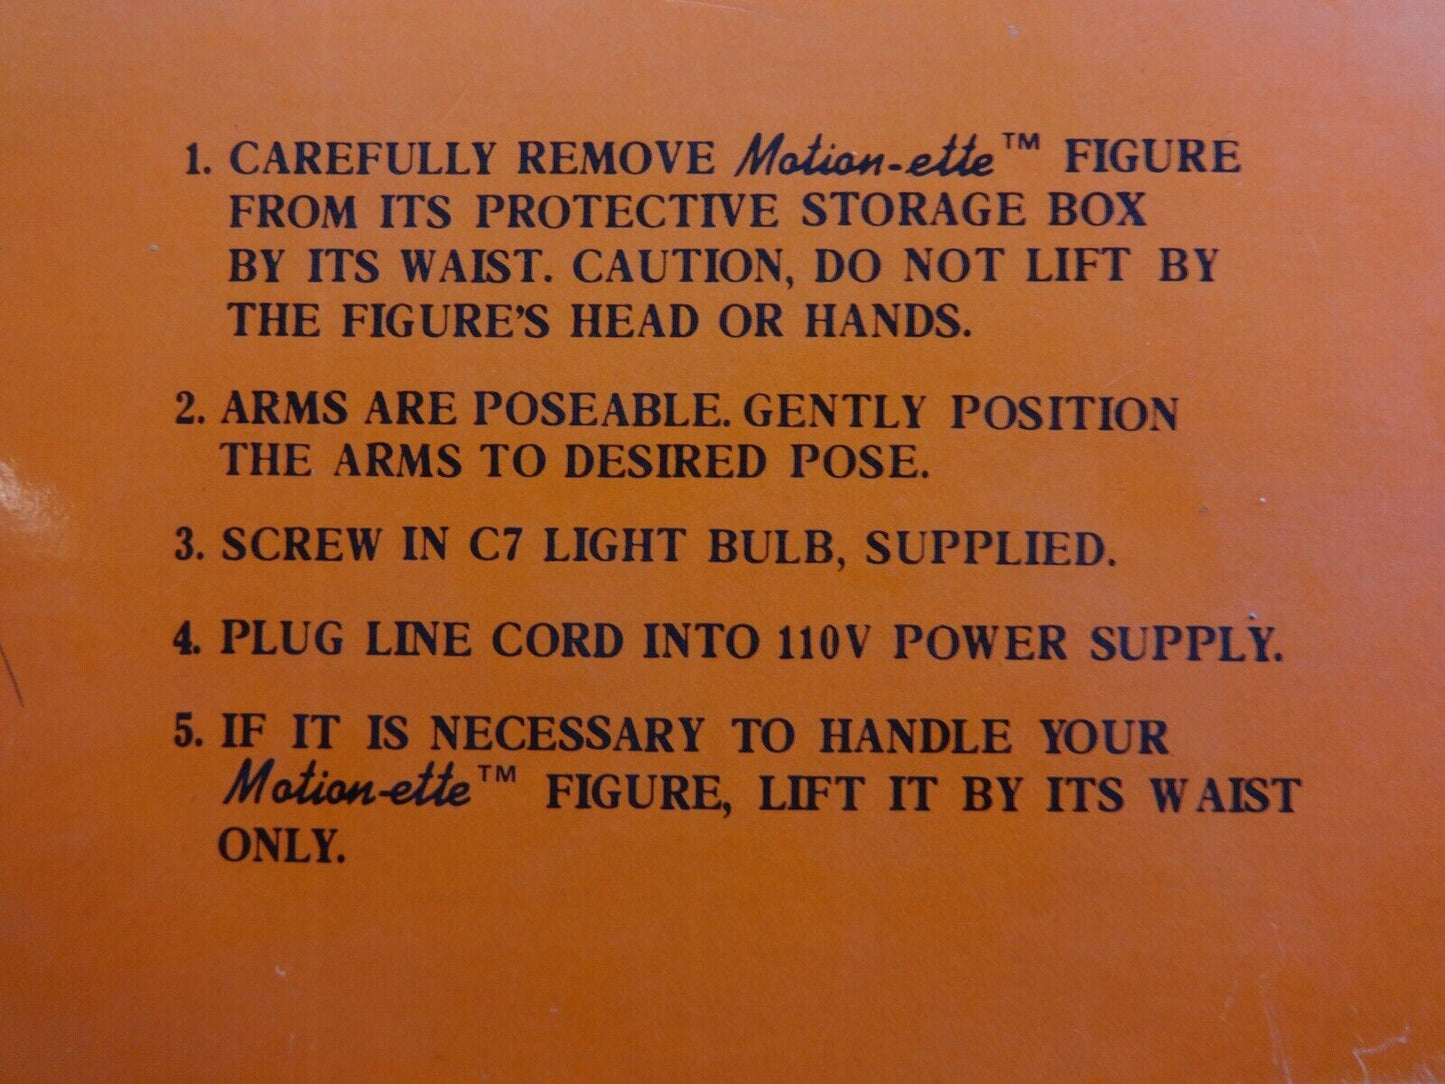 1. CAREFULLY REMOVE Motion-ette™ FIGURE
FROM ITS PROTECTIVE STORAGE BOX
BY ITS WAIST. CAUTION, DO NOT LIFT BY
THE FIGURE'S HEAD OR HANDS.
2. ARMS ARE POSEABLE. GENTLY POSITION
THE ARMS TO DESIRED POSE.
3. SCREW IN C7 LIGHT BULB, SUPPLIED.
4. PLUG LINE CORD INTO 110V POWER SUPPLY.
5. IF IT IS NECESSARY TO HANDLE YOUR
Motion-ette™ FIGURE, LIFT IT BY ITS WAIST
ONLY.